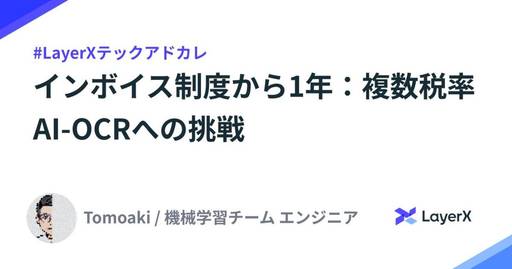 #LayerXテックアドカレ
インボイス制度から1年：複数税率
AI-OCRへの挑戦
Tomoaki / 機械学習チーム エンジニア
LayerX